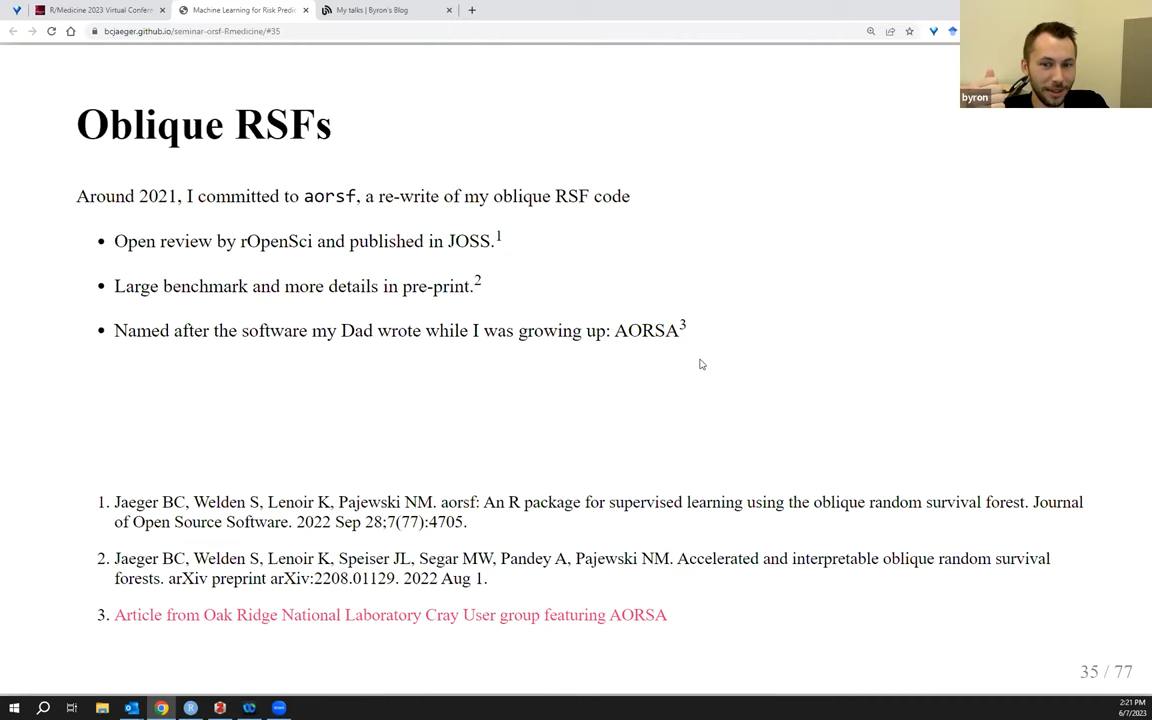 R/Medicine 2023 Virtual Confere
Machine Learning for Risk Predic
My talks | Byron's Blog
bcjaeger.github.io/seminar-orsf-Rmedicine/#35
byron
Oblique RSFs
Around 2021, I committed to aorsf, a re-write of my oblique RSF code
• Open review by rOpenSci and published in JOSS.1
• Large benchmark and more details in pre-print.2
• Named after the software my Dad wrote while I was growing up: AORSA3
1. Jaeger BC, Welden S, Lenoir K, Pajewski NM. aorsf: An R package for supervised learning using the oblique random survival forest. Journal
of Open Source Software. 2022 Sep 28;7(77):4705.
2. Jaeger BC, Welden S, Lenoir K, Speiser JL, Segar MW, Pandey A, Pajewski NM. Accelerated and interpretable oblique random survival
forests. arXiv preprint arXiv:2208.01129. 2022 Aug 1.
3. Article from Oak Ridge National Laboratory Cray User group featuring AORSA
35 / 77
2:21 PM
6/7/2023